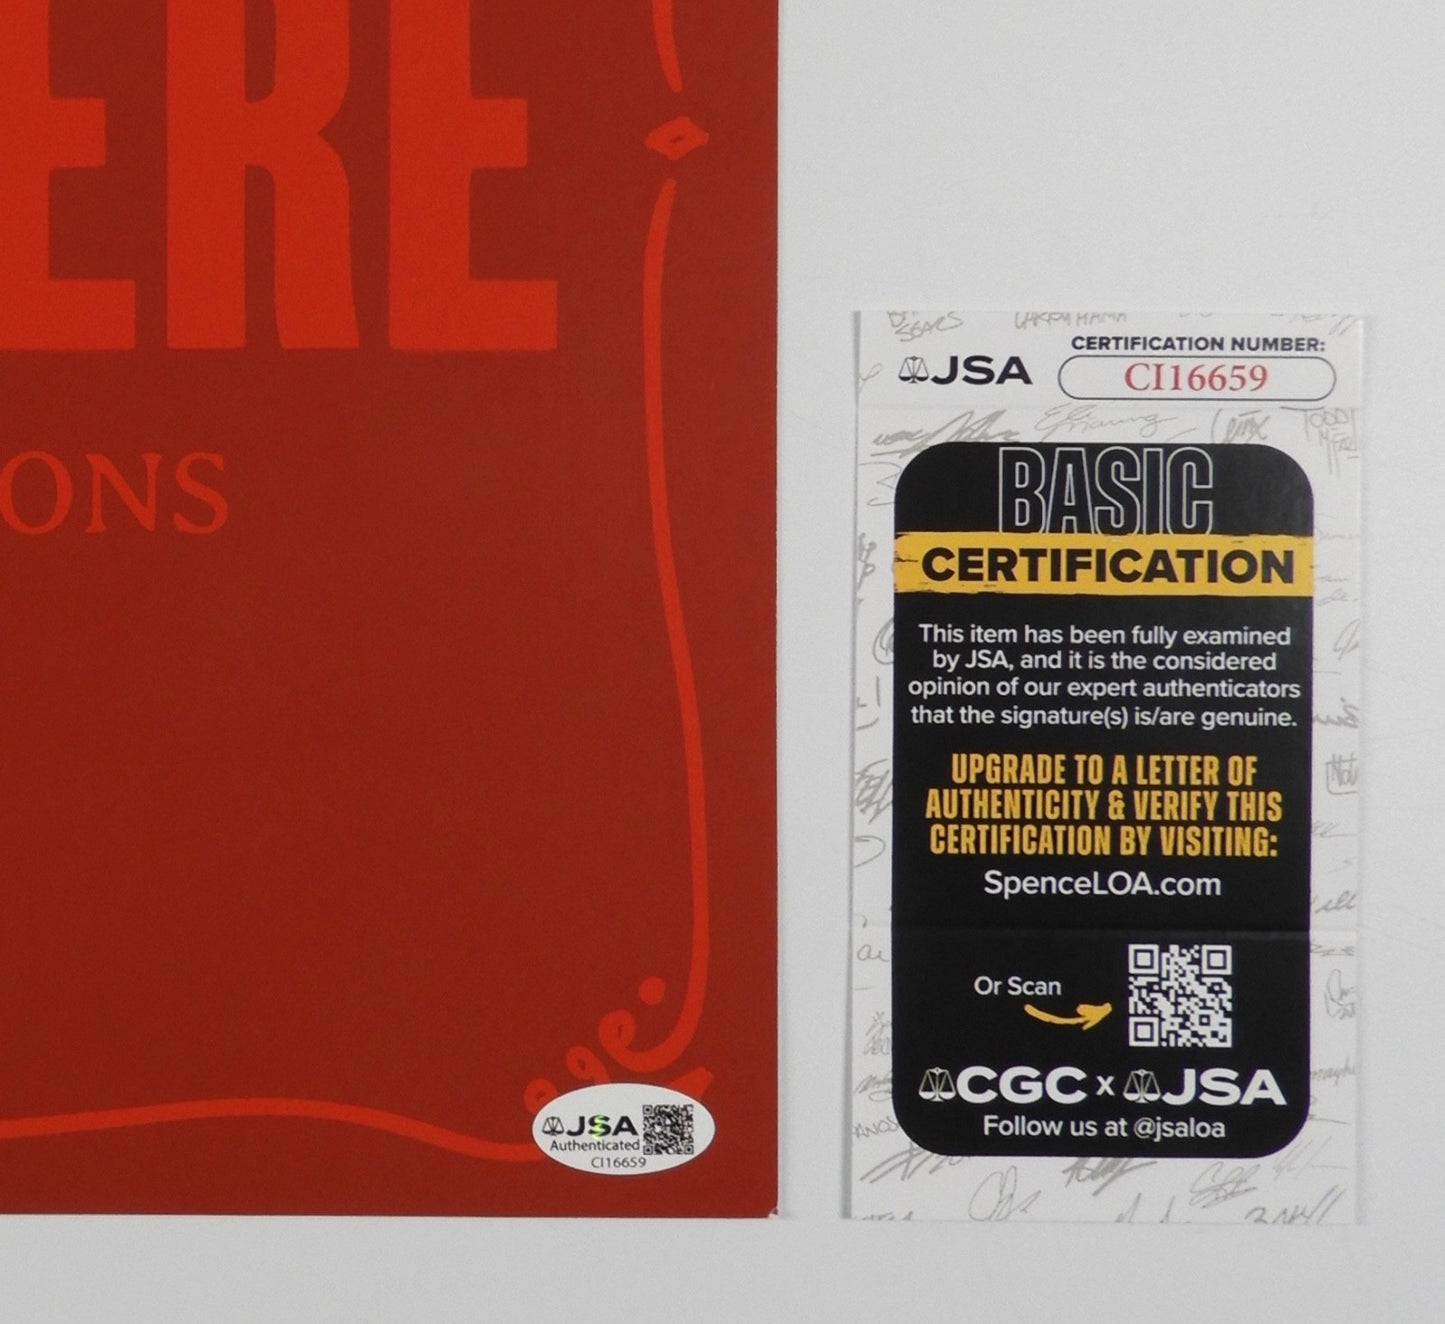 ERE
ONS
JSA
Authenticated
CI16659
JSA
CERTIFICATION NUMBER:
CI16659
BASIC
CERTIFICATION
This item has been fully examined
by JSA, and it is the considered
opinion of our expert authenticators
that the signature(s) is/are genuine.
UPGRADE TO A LETTER OF
AUTHENTICITY & VERIFY THIS
CERTIFICATION BY VISITING:
SpenceLOA.com
Or Scan
CGC x JSA
Follow us at @jsaloa